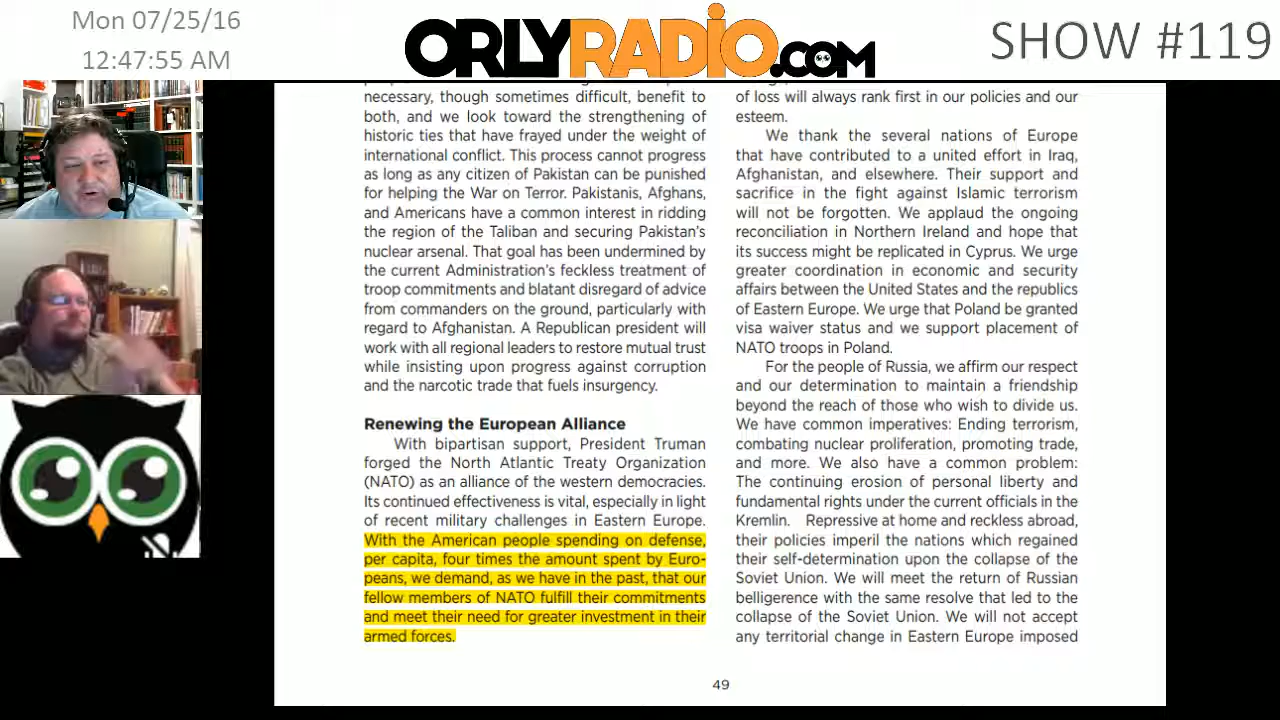 Mon 07/25/16
12:47:55 AM
ORLYRADIO.COM
SHOW #119
necessary, though sometimes difficult, benefit to
both, and we look toward the strengthening of
historic ties that have frayed under the weight of
international conflict. This process cannot progress
as long as any citizen of Pakistan can be punished
for helping the War on Terror. Pakistanis, Afghans,
and Americans have a common interest in ridding
the region of the Taliban and securing Pakistan's
nuclear arsenal. That goal has been undermined by
the current Administration's feckless treatment of
troop commitments and blatant disregard of advice
from commanders on the ground, particularly with
regard to Afghanistan. A Republican president will
work with all regional leaders to restore mutual trust
while insisting upon progress against corruption
and the narcotic trade that fuels insurgency.
Renewing the European Alliance
With bipartisan support, President Truman
forged the North Atlantic Treaty Organization
(NATO) as an alliance of the western democracies.
Its continued effectiveness is vital, especially in light
of recent military challenges in Eastern Europe.
With the American people spending on defense,
per capita, four times the amount spent by Euro-
peans, we demand, as we have in the past, that our
fellow members of NATO fulfill their commitments
and meet their need for greater investment in their
armed forces.
of loss will always rank first in our policies and our
esteem.
We thank the several nations of Europe
that have contributed to a united effort in Iraq,
Afghanistan, and elsewhere. Their support and
sacrifice in the fight against Islamic terrorism
will not be forgotten. We applaud the ongoing
reconciliation in Northern Ireland and hope that
its success might be replicated in Cyprus. We urge
greater coordination in economic and security
affairs between the United States and the republics
of Eastern Europe. We urge that Poland be granted
visa waiver status and we support placement of
NATO troops in Poland.
For the people of Russia, we affirm our respect
and our determination to maintain a friendship
beyond the reach of those who wish to divide us.
We have common imperatives: Ending terrorism,
combating nuclear proliferation, promoting trade,
and more. We also have a common problem:
The continuing erosion of personal liberty and
fundamental rights under the current officials in the
Kremlin. Repressive at home and reckless abroad,
their policies imperil the nations which regained
their self-determination upon the collapse of the
Soviet Union. We will meet the return of Russian
belligerence with the same resolve that led to the
collapse of the Soviet Union. We will not accept
any territorial change in Eastern Europe imposed
49